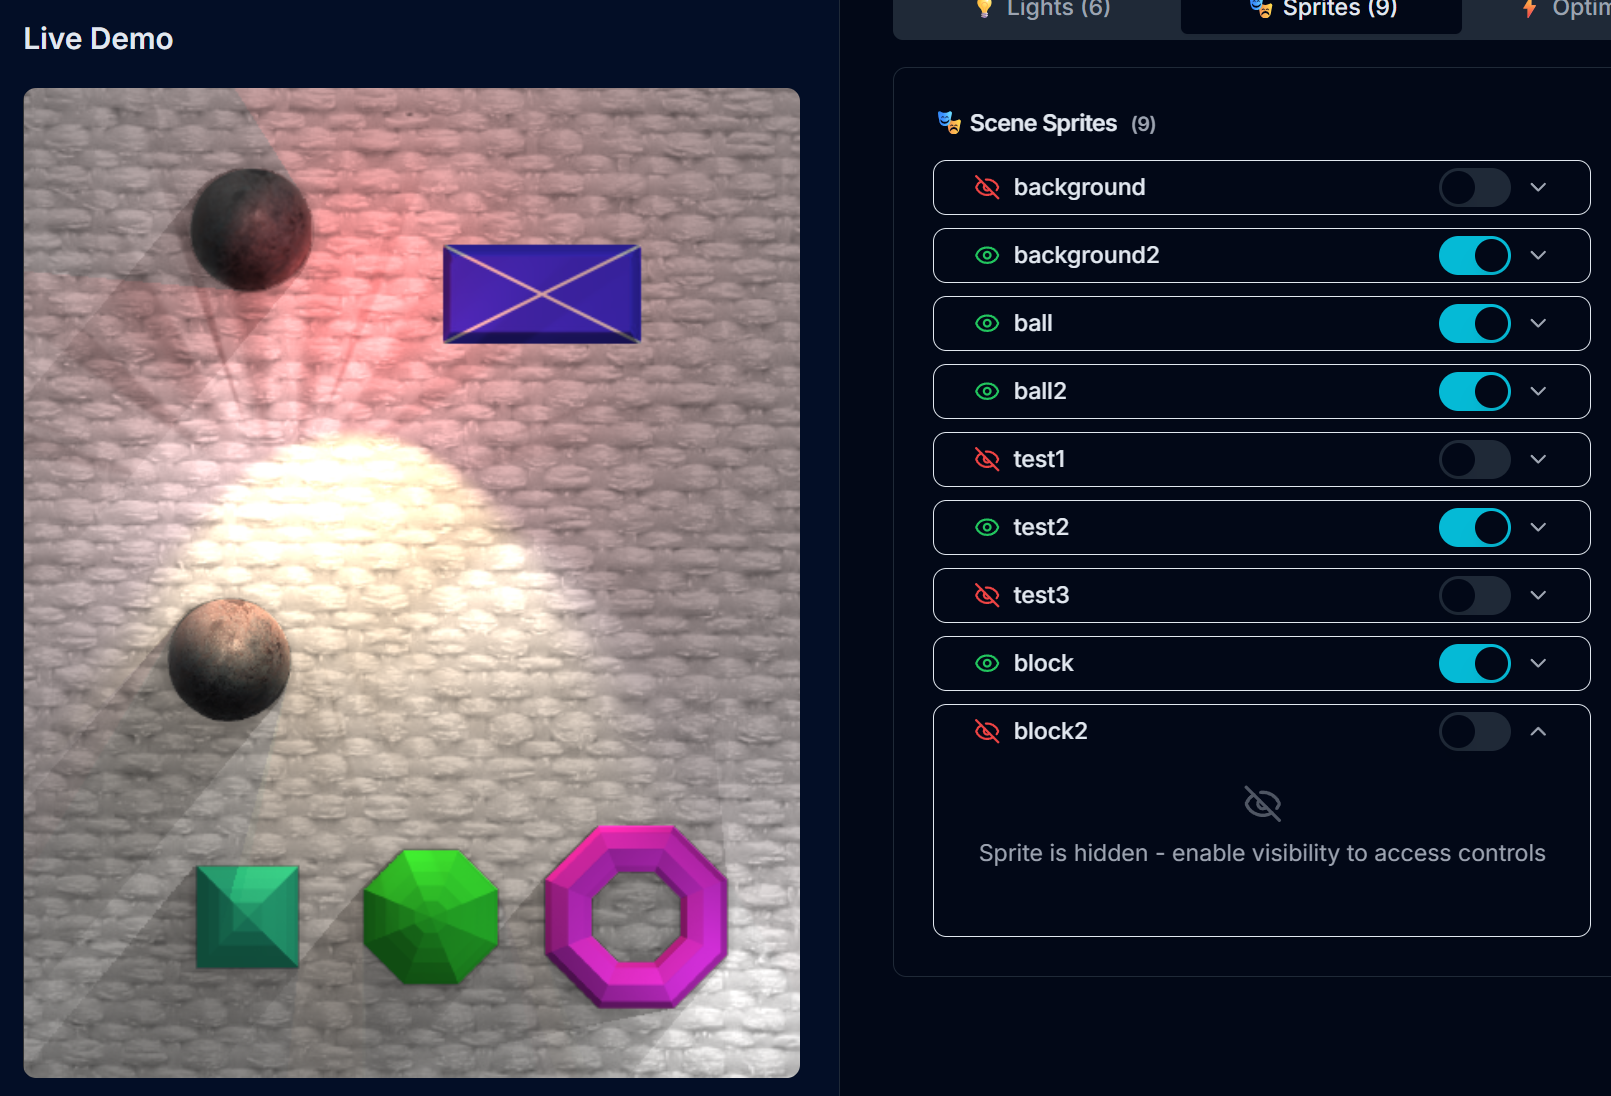 Live Demo
Lights (6)
Sprites (9)
Scene Sprites (9)
background
background2
ball
ball2
test1
test2
test3
block
block2
Sprite is hidden - enable visibility to access controls